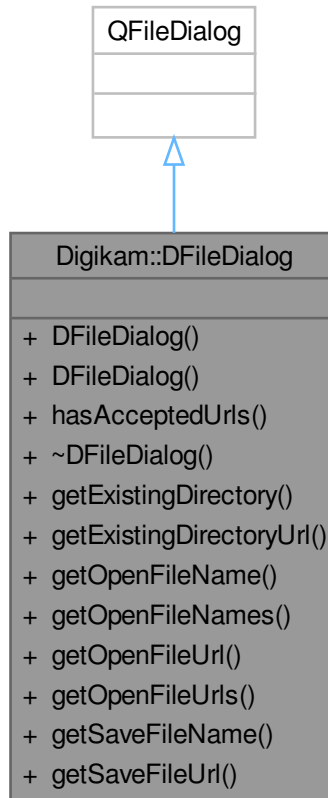 QFileDialog
Digikam::DFileDialog
+ DFileDialog()
+ DFileDialog()
+ hasAcceptedUrls()
+ ~DFileDialog()
+ getExistingDirectory()
+ getExistingDirectoryUrl()
+ getOpenFileName()
+ getOpenFileNames()
+ getOpenFileUrl()
+ getOpenFileUrls()
+ getSaveFileName()
+ getSaveFileUrl()